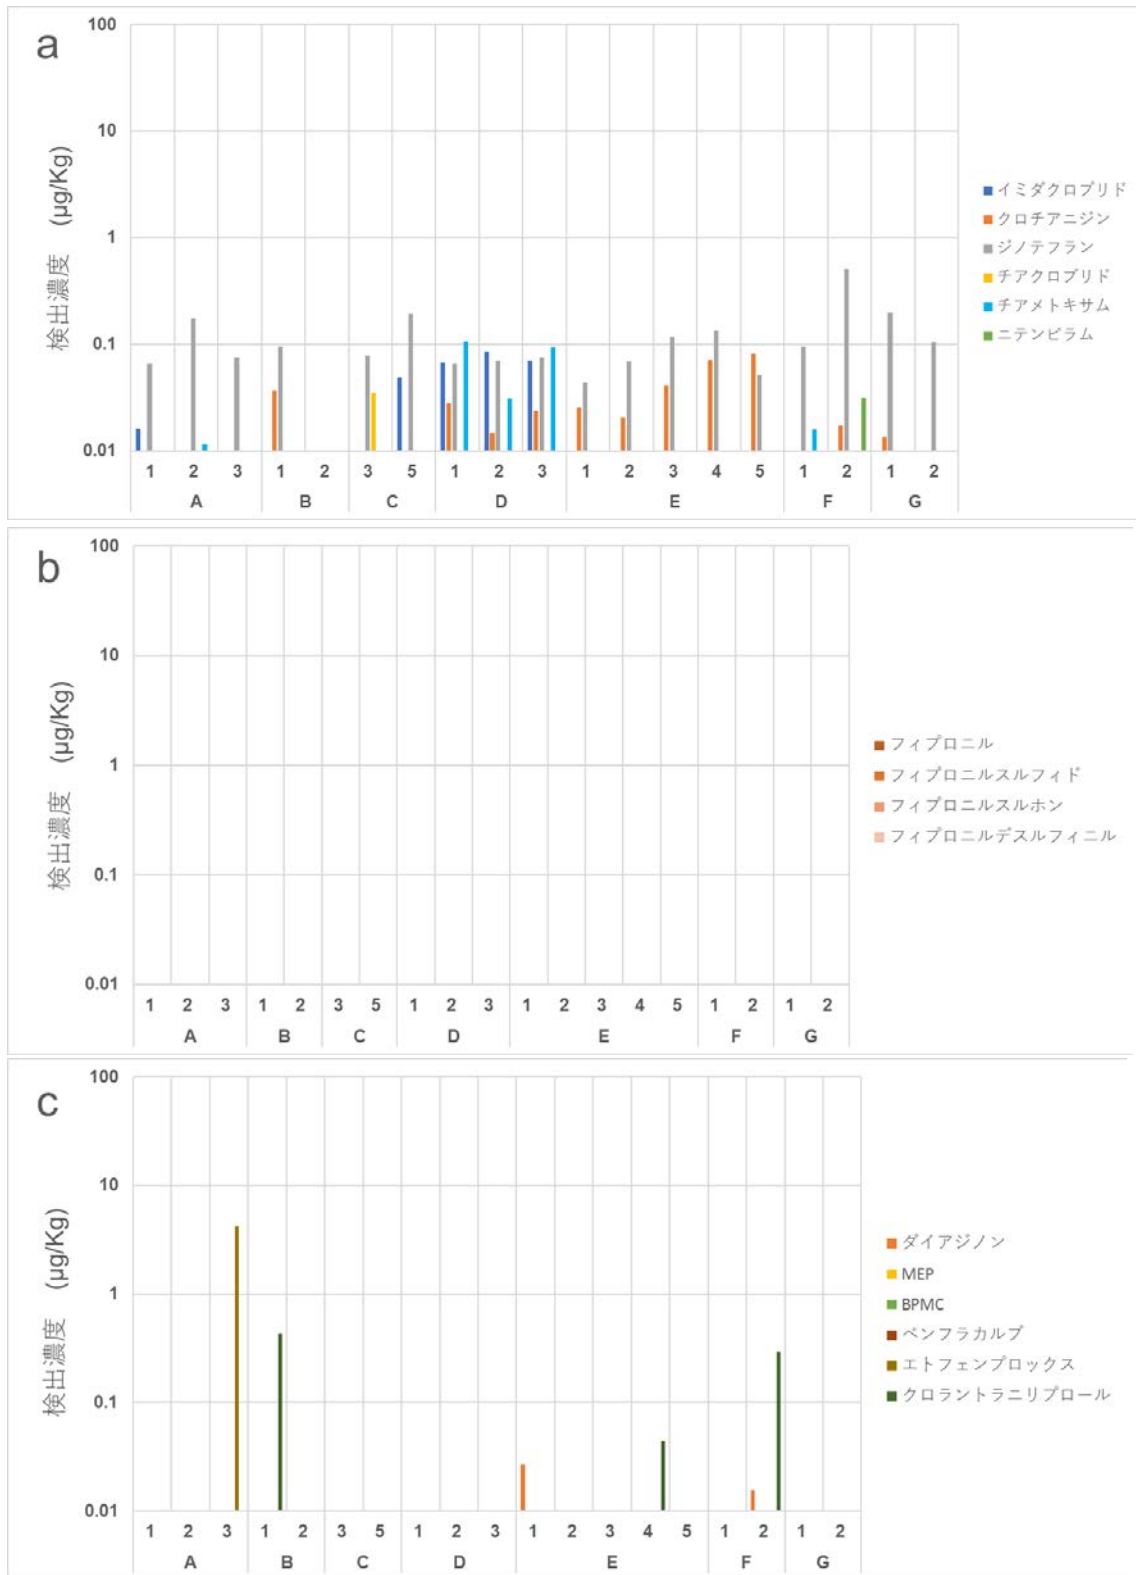 a
100
10
1
0.1
0.01
検出濃度 (µg/Kg)
1 2 3 1 2 3 5 1 2 3 1 2 3 4 5 1 2 1 2
A B C D E F G
イミダクロプリド
クロチアニジン
ジノテフラン
チアクロプリド
チアメトキサム
ニテンピラム
b
100
10
1
0.1
0.01
検出濃度 (µg/Kg)
1 2 3 1 2 3 5 1 2 3 1 2 3 4 5 1 2 1 2
A B C D E F G
フィプロニル
フィプロニルスルフィド
フィプロニルスルホン
フィプロニルデスルフィニル
c
100
10
1
0.1
0.01
検出濃度 (µg/Kg)
1 2 3 1 2 3 5 1 2 3 1 2 3 4 5 1 2 1 2
A B C D E F G
ダイアジノン
MEP
BPMC
ベンフラカルブ
エトフェンプロックス
クロラントラニリプロール